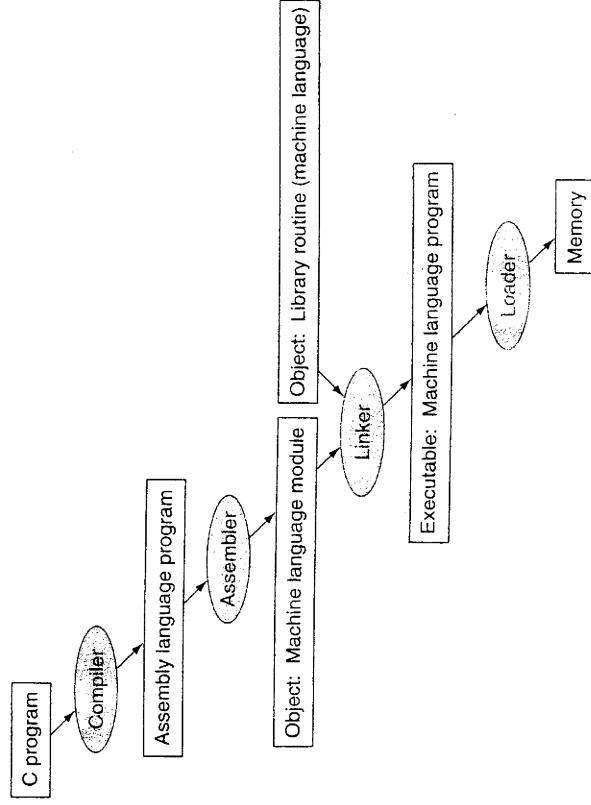 C program
Compiler
Assembly language program
Assembler
Object:  Machine language module
Object:  Library routine (machine language)
Linker
Executable:  Machine language program
Loader
Memory